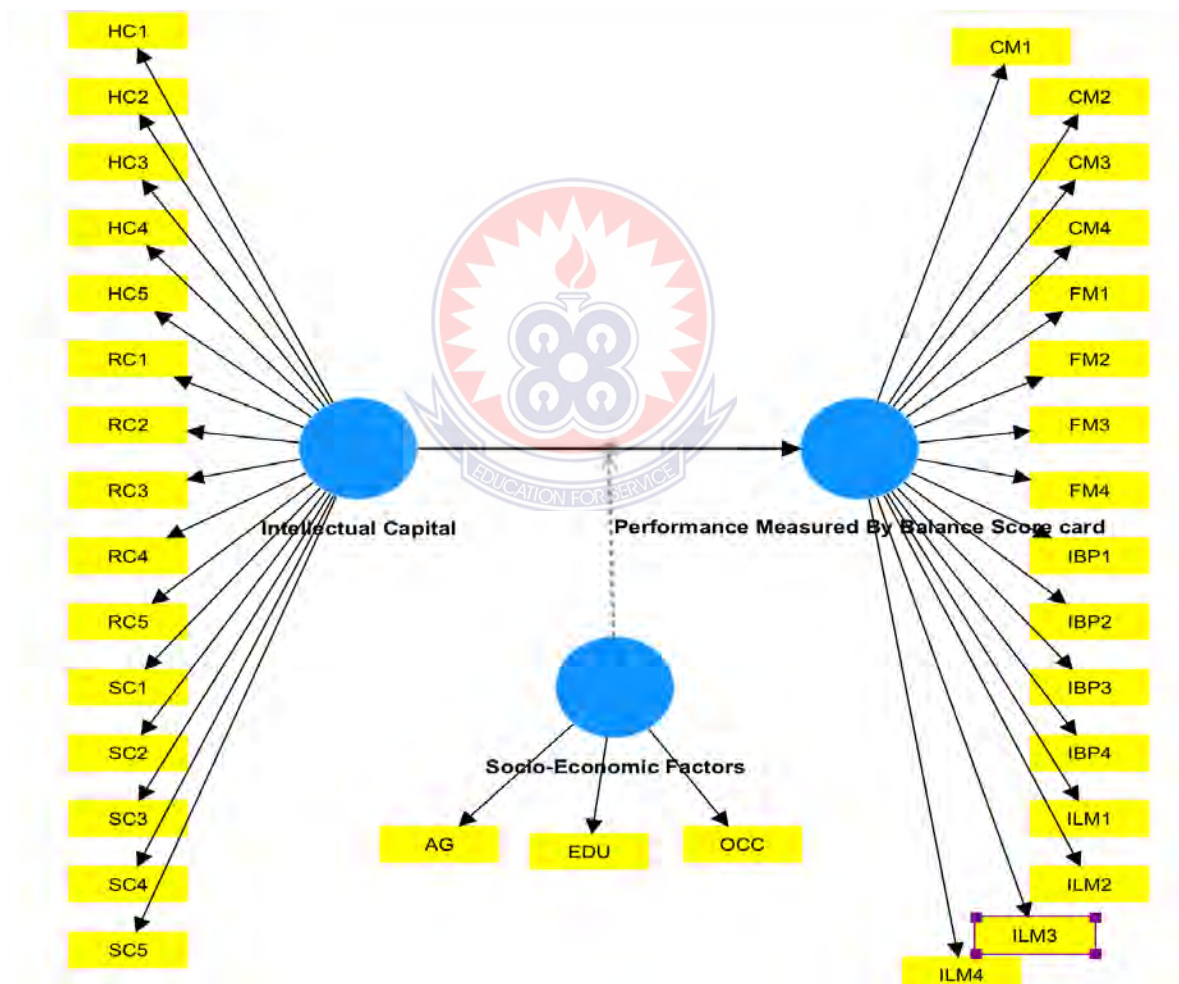 HC1
HC2
HC3
HC4
HC5
RC1
RC2
RC3
RC4
RC5
SC1
SC2
SC3
SC4
SC5
Intellectual Capital
EDUCATION FOR SERVICE
Socio-Economic Factors
AG
EDU
OCC
Performance Measured By Balance Score card
CM1
CM2
CM3
CM4
FM1
FM2
FM3
FM4
IBP1
IBP2
IBP3
IBP4
ILM1
ILM2
ILM3
ILM4